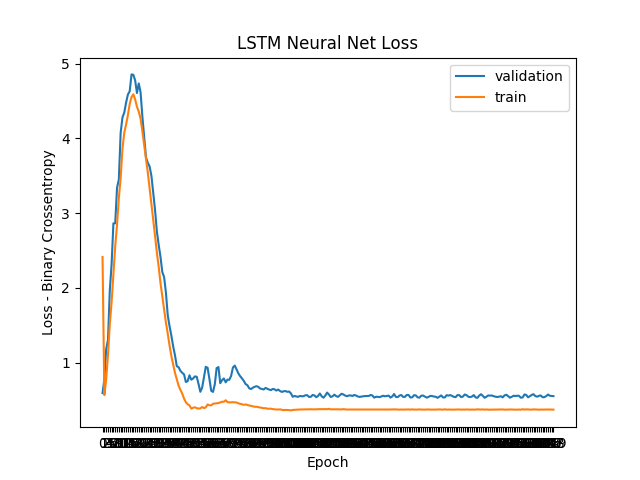 LSTM Neural Net Loss
validation
train
5
4
3
2
1
Loss - Binary Crossentropy
Epoch